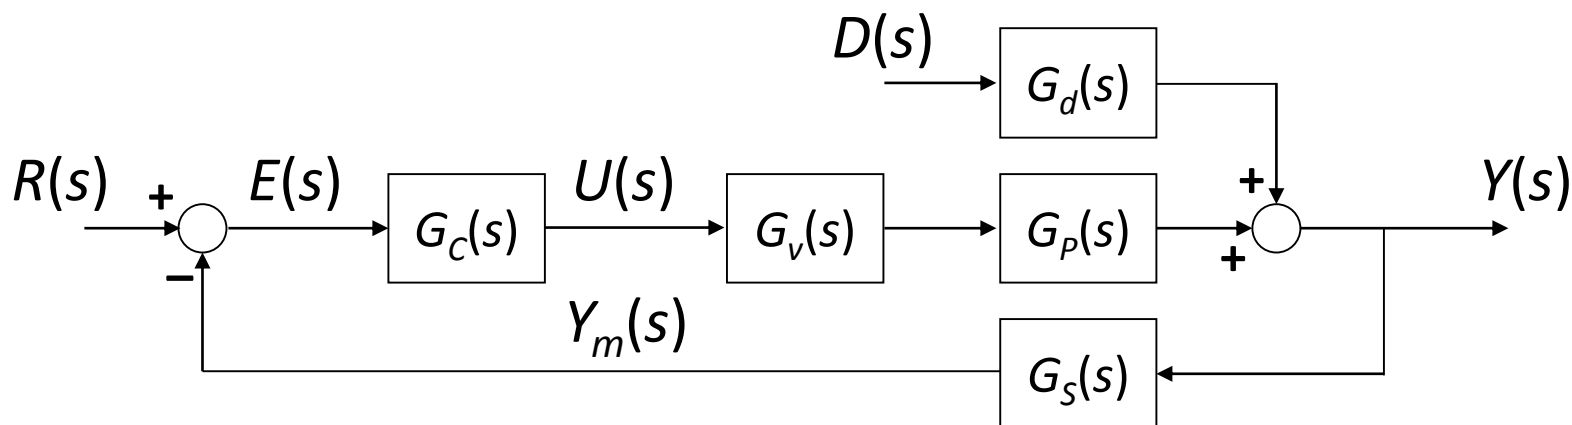 D(s)
G_d(s)
R(s)
+
E(s)
G_C(s)
U(s)
G_v(s)
G_P(s)
+
+
Y(s)
−
Y_m(s)
G_S(s)